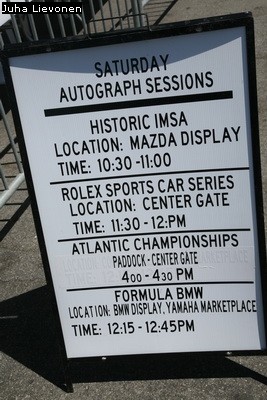 Juha Lievonen
SATURDAY
AUTOGRAPH SESSIONS
HISTORIC IMSA
LOCATION: MAZDA DISPLAY
TIME: 10:30 -11:00
ROLEX SPORTS CAR SERIES
LOCATION: CENTER GATE
TIME: 11:30 - 12:PM
ATLANTIC CHAMPIONSHIPS
PADDOCK - CENTER GATE
4:00 - 4:30 PM
FORMULA BMW
LOCATION: BMW DISPLAY, YAMAHA MARKETPLACE
TIME: 12:15 - 12:45PM